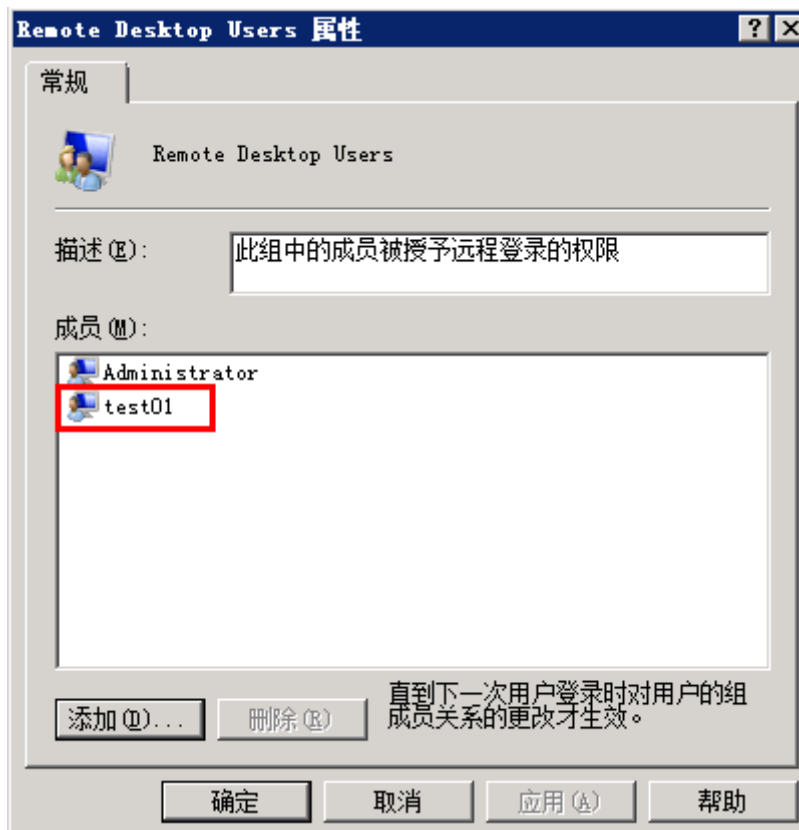 Remote Desktop Users 属性
常规
Remote Desktop Users
描述(E):
此组中的成员被授予远程登录的权限
成员(M):
Administrator
test01
添加(D)...
删除(R)
直到下一次用户登录时对用户的组
成员关系的更改才生效。
确定
取消
应用(A)
帮助